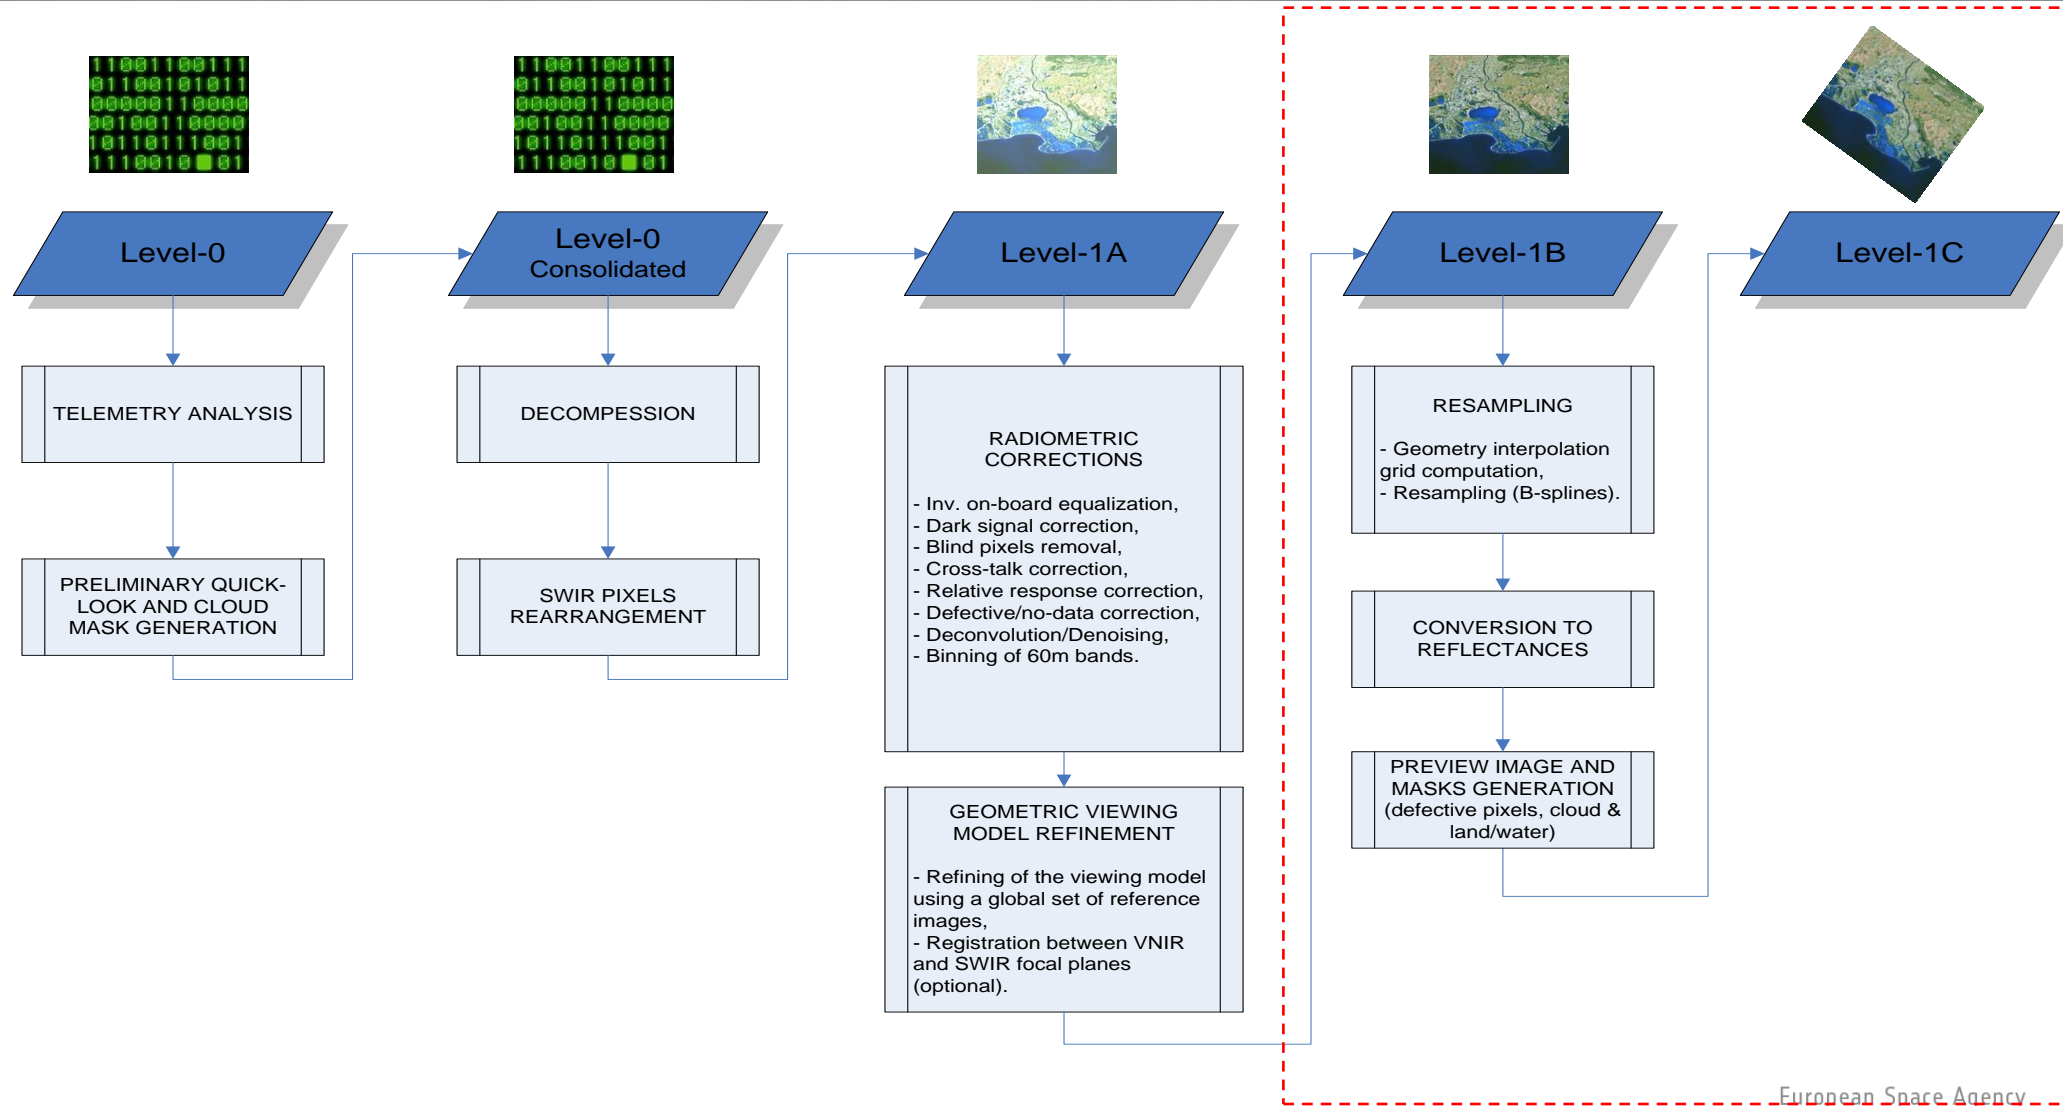 Level-0
TELEMETRY ANALYSIS
PRELIMINARY QUICK-
LOOK AND CLOUD
MASK GENERATION
Level-0
Consolidated
DECOMPESSION
SWIR PIXELS
REARRANGEMENT
Level-1A
RADIOMETRIC
CORRECTIONS
- Inv. on-board equalization,
- Dark signal correction,
- Blind pixels removal,
- Cross-talk correction,
- Relative response correction,
- Defective/no-data correction,
- Deconvolution/Denoising,
- Binning of 60m bands.
GEOMETRIC VIEWING
MODEL REFINEMENT
- Refining of the viewing model
using a global set of reference
images,
- Registration between VNIR
and SWIR focal planes
(optional).
Level-1B
RESAMPLING
- Geometry interpolation
grid computation,
- Resampling (B-splines).
CONVERSION TO
REFLECTANCES
PREVIEW IMAGE AND
MASKS GENERATION
(defective pixels, cloud &
land/water)
Level-1C
European Space Agency